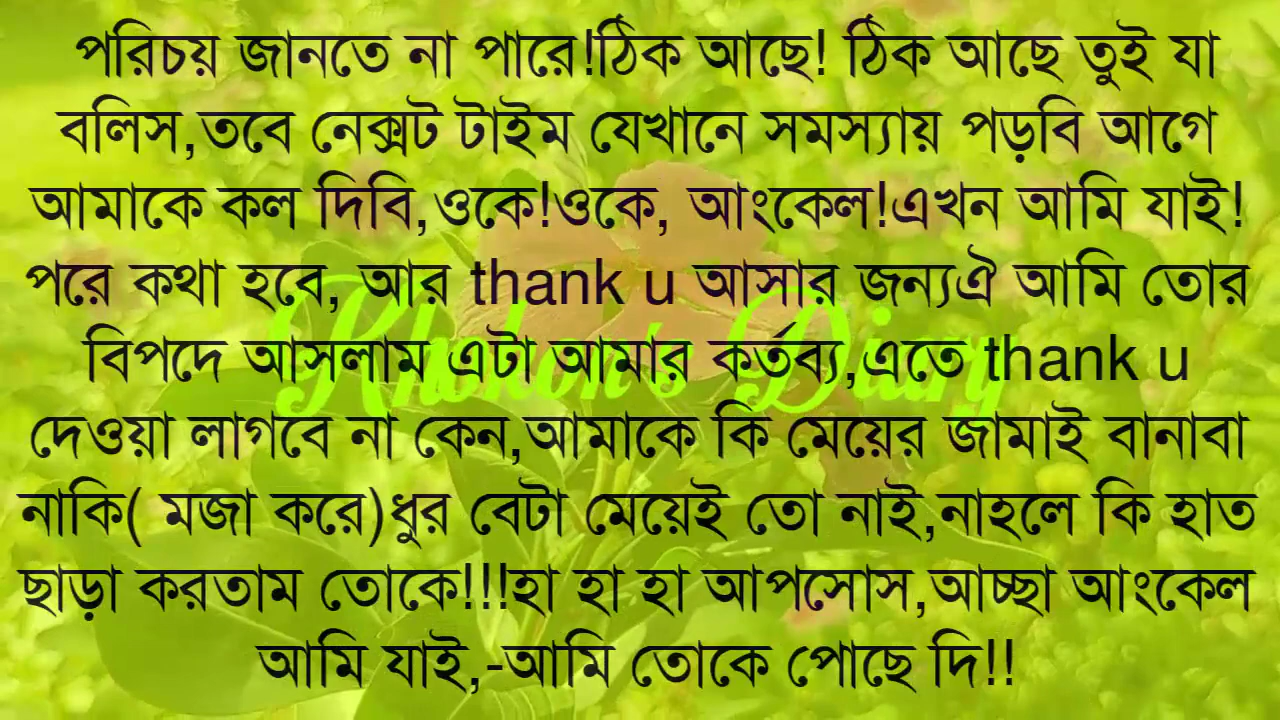 পরিচয় জানতে না পারে!ঠিক আছে! ঠিক আছে তুই যা
বলিস,তবে নেক্সট টাইম যেখানে সমস্যায় পড়বি আগে
আমাকে কল দিবি,ওকে!ওকে, আংকেল!এখন আমি যাই!
পরে কথা হবে, আর thank u আসার জন্যঐ আমি তোর
বিপদে আসলাম এটা আমার কর্তব্য,এতে thank u
দেওয়া লাগবে না কেন,আমাকে কি মেয়ের জামাই বানাবা
নাকি( মজা করে)ধুর বেটা মেয়েই তো নাই,নাহলে কি হাত
ছাড়া করতাম তোকে!!!হা হা হা আপসোস,আচ্ছা আংকেল
আমি যাই,-আমি তোকে পোছে দি!!
Khokon's Diary